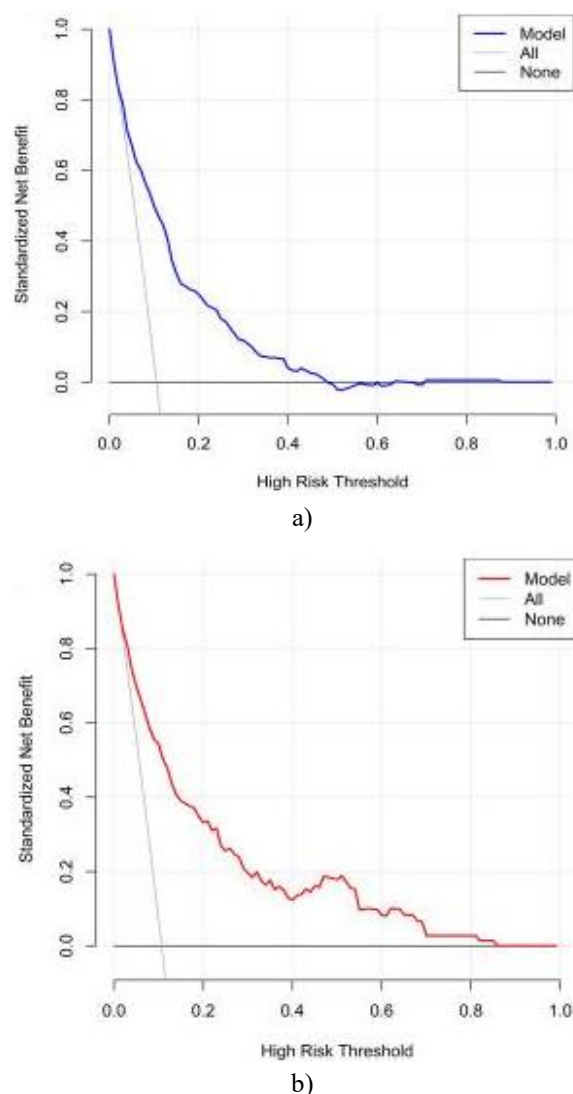 Model
All
None
Standardized Net Benefit
1.0
0.8
0.6
0.4
0.2
0.0
0.0 0.2 0.4 0.6 0.8 1.0
High Risk Threshold
a)
Model
All
None
Standardized Net Benefit
1.0
0.8
0.6
0.4
0.2
0.0
0.0 0.2 0.4 0.6 0.8 1.0
High Risk Threshold
b)